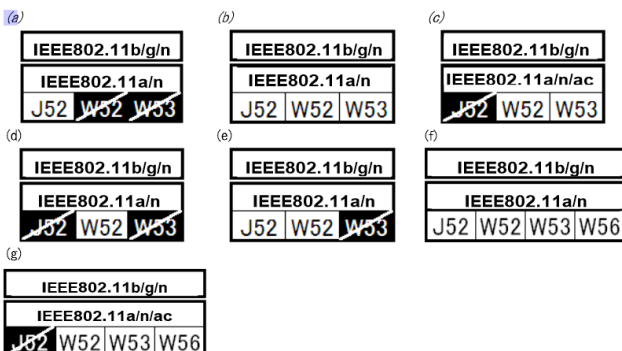 (a) (b) (c)
IEEE802.11b/g/n IEEE802.11b/g/n IEEE802.11b/g/n
IEEE802.11a/n IEEE802.11a/n IEEE802.11a/n/ac
J52 W52 W53 J52 W52 W53 J52 W52 W53
(d) (e) (f)
IEEE802.11b/g/n IEEE802.11b/g/n IEEE802.11b/g/n
IEEE802.11a/n IEEE802.11a/n IEEE802.11a/n
J52 W52 W53 J52 W52 W53 J52 W52 W53 W56
(g)
IEEE802.11b/g/n
IEEE802.11a/n/ac
J52 W52 W53 W56